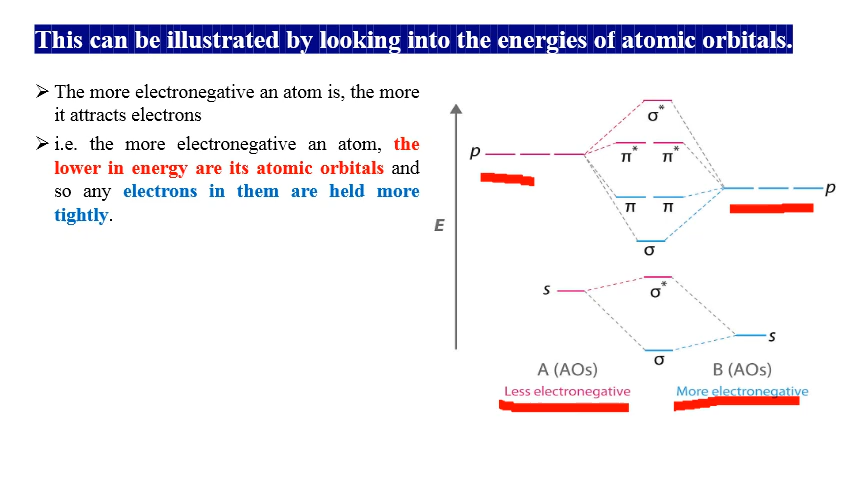 This can be illustrated by looking into the energies of atomic orbitals.
➢ The more electronegative an atom is, the more
it attracts electrons
➢ i.e. the more electronegative an atom, the
lower in energy are its atomic orbitals and
so any electrons in them are held more
tightly.
E
σ*
p
π* π*
p
π π
σ
s
σ*
s
σ
A (AOs) B (AOs)
Less electronegative More electronegative